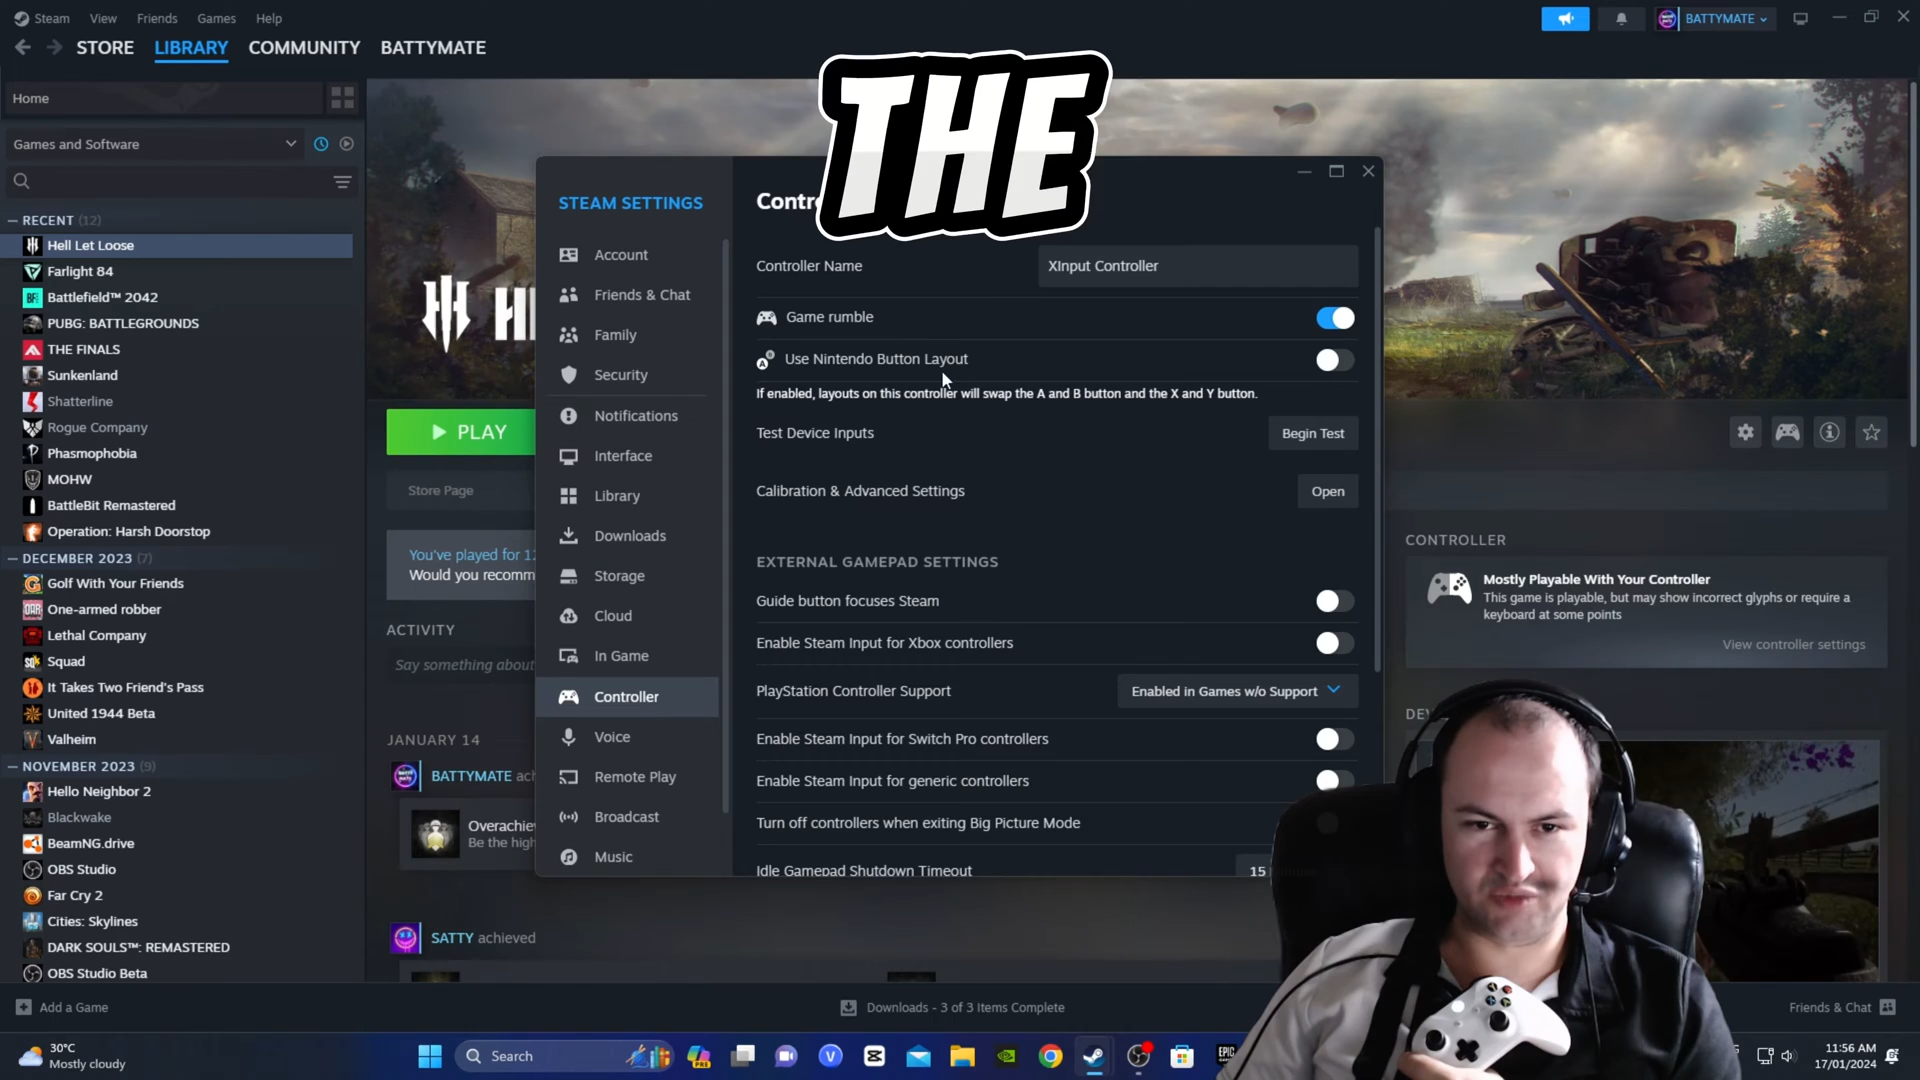 Steam View Friends Games Help
BATTYMATE
STORE LIBRARY COMMUNITY BATTYMATE
THE
Home
Games and Software
RECENT (12)
Hell Let Loose
Farlight 84
Battlefield™ 2042
PUBG: BATTLEGROUNDS
THE FINALS
Sunkenland
Shatterline
Rogue Company
Phasmophobia
MOHW
BattleBit Remastered
Operation: Harsh Doorstop
DECEMBER 2023 (7)
Golf With Your Friends
One-armed robber
Lethal Company
Squad
It Takes Two Friend's Pass
United 1944 Beta
Valheim
NOVEMBER 2023 (9)
Hello Neighbor 2
Blackwake
BeamNG.drive
OBS Studio
Far Cry 2
Cities: Skylines
DARK SOULS™: REMASTERED
OBS Studio Beta
PLAY
Store Page
You've played for 12
Would you recomm
ACTIVITY
Say something about
JANUARY 14
BATTYMATE ach
Overachie
Be the high
SATTY achieved
STEAM SETTINGS
Account
Friends & Chat
Family
Security
Notifications
Interface
Library
Downloads
Storage
Cloud
In Game
Controller
Voice
Remote Play
Broadcast
Music
Contro
Controller Name XInput Controller
Game rumble
Use Nintendo Button Layout
If enabled, layouts on this controller will swap the A and B button and the X and Y button.
Test Device Inputs Begin Test
Calibration & Advanced Settings Open
EXTERNAL GAMEPAD SETTINGS
Guide button focuses Steam
Enable Steam Input for Xbox controllers
PlayStation Controller Support Enabled in Games w/o Support
Enable Steam Input for Switch Pro controllers
Enable Steam Input for generic controllers
Turn off controllers when exiting Big Picture Mode
Idle Gamepad Shutdown Timeout 15
CONTROLLER
Mostly Playable With Your Controller
This game is playable, but may show incorrect glyphs or require a
keyboard at some points
View controller settings
DEV
Add a Game
Downloads - 3 of 3 Items Complete
Friends & Chat
30°C
Mostly cloudy
Search
PRE
EPIC
11:56 AM
17/01/2024